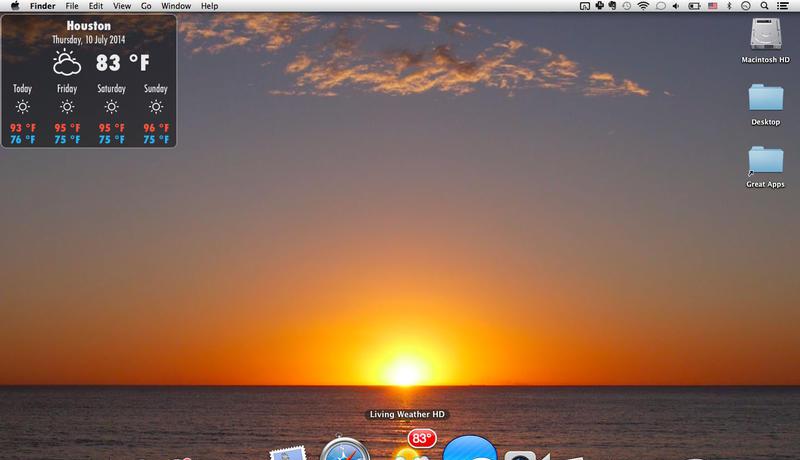 Finder File Edit View Go Window Help
Houston
Thursday, 10 July 2014
83 °F
Today Friday Saturday Sunday
93 °F 95 °F 95 °F 96 °F
76 °F 75 °F 75 °F 75 °F
Macintosh HD
Desktop
Great Apps
Living Weather HD
83°